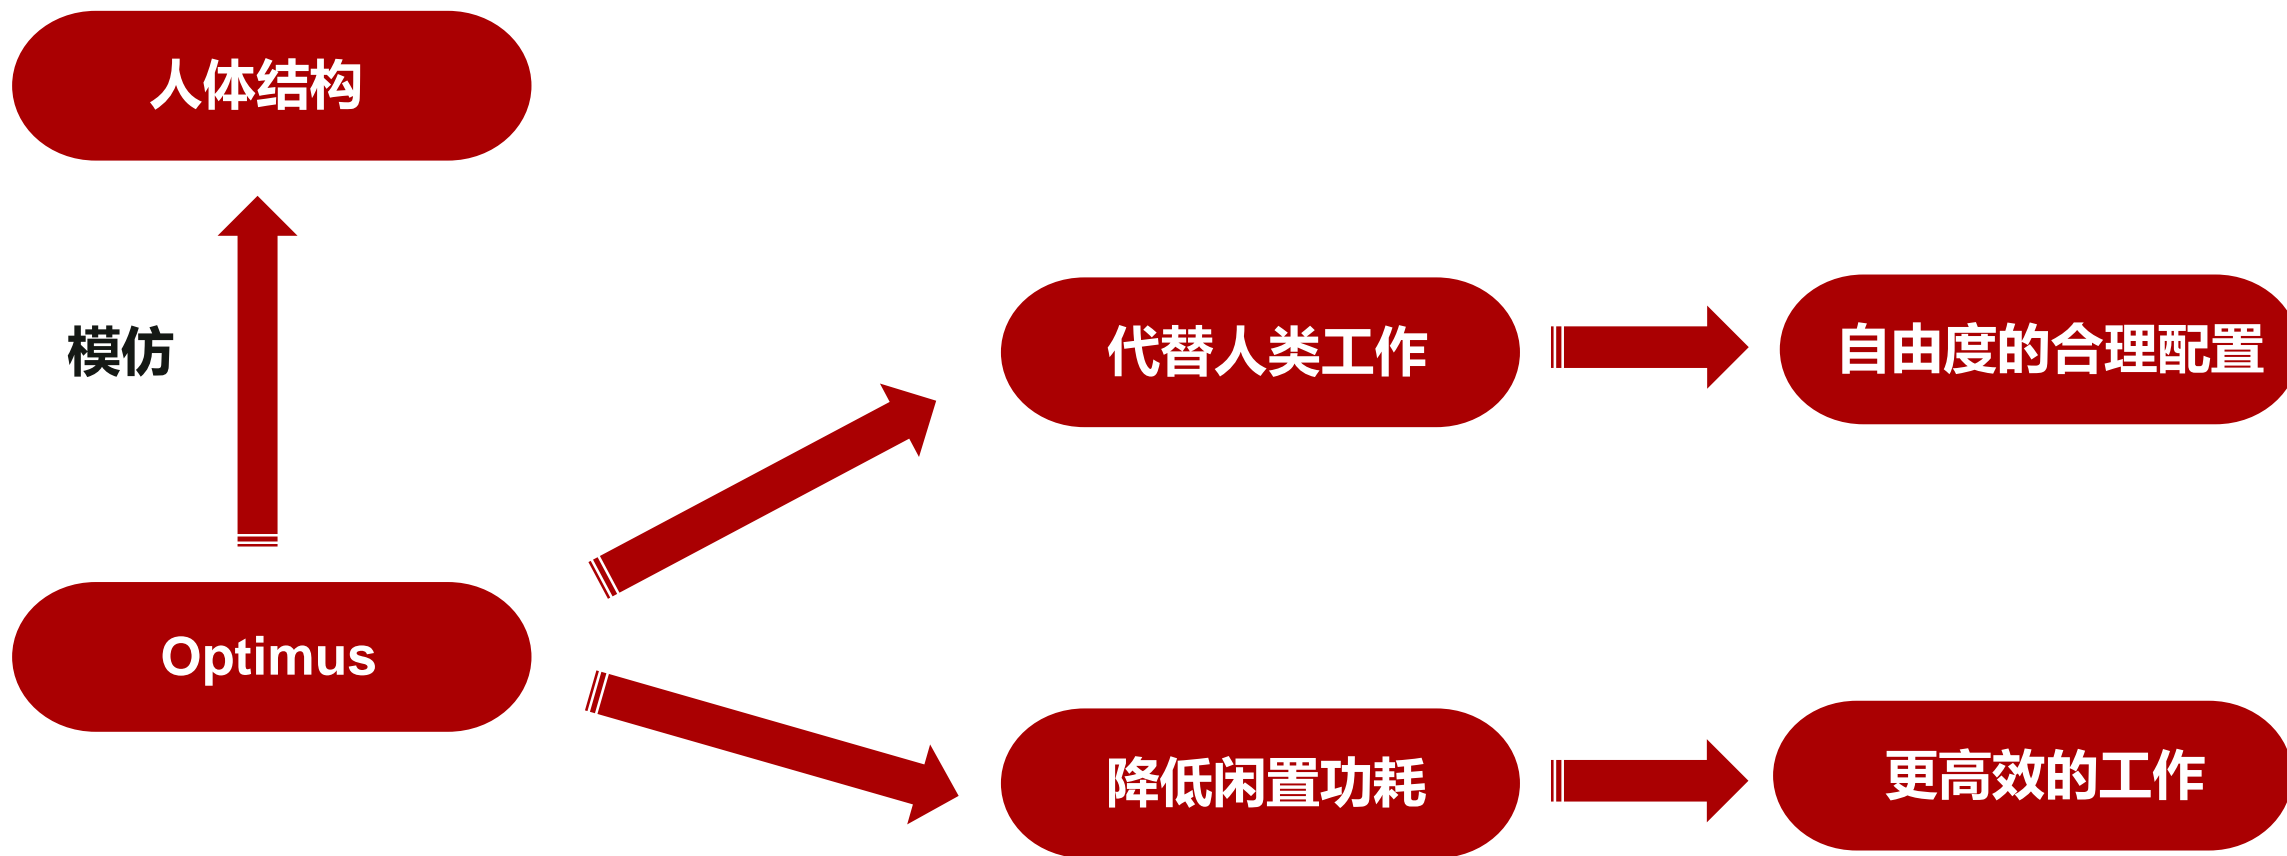 人体结构
模仿
代替人类工作
自由度的合理配置
Optimus
降低闲置功耗
更高效的工作